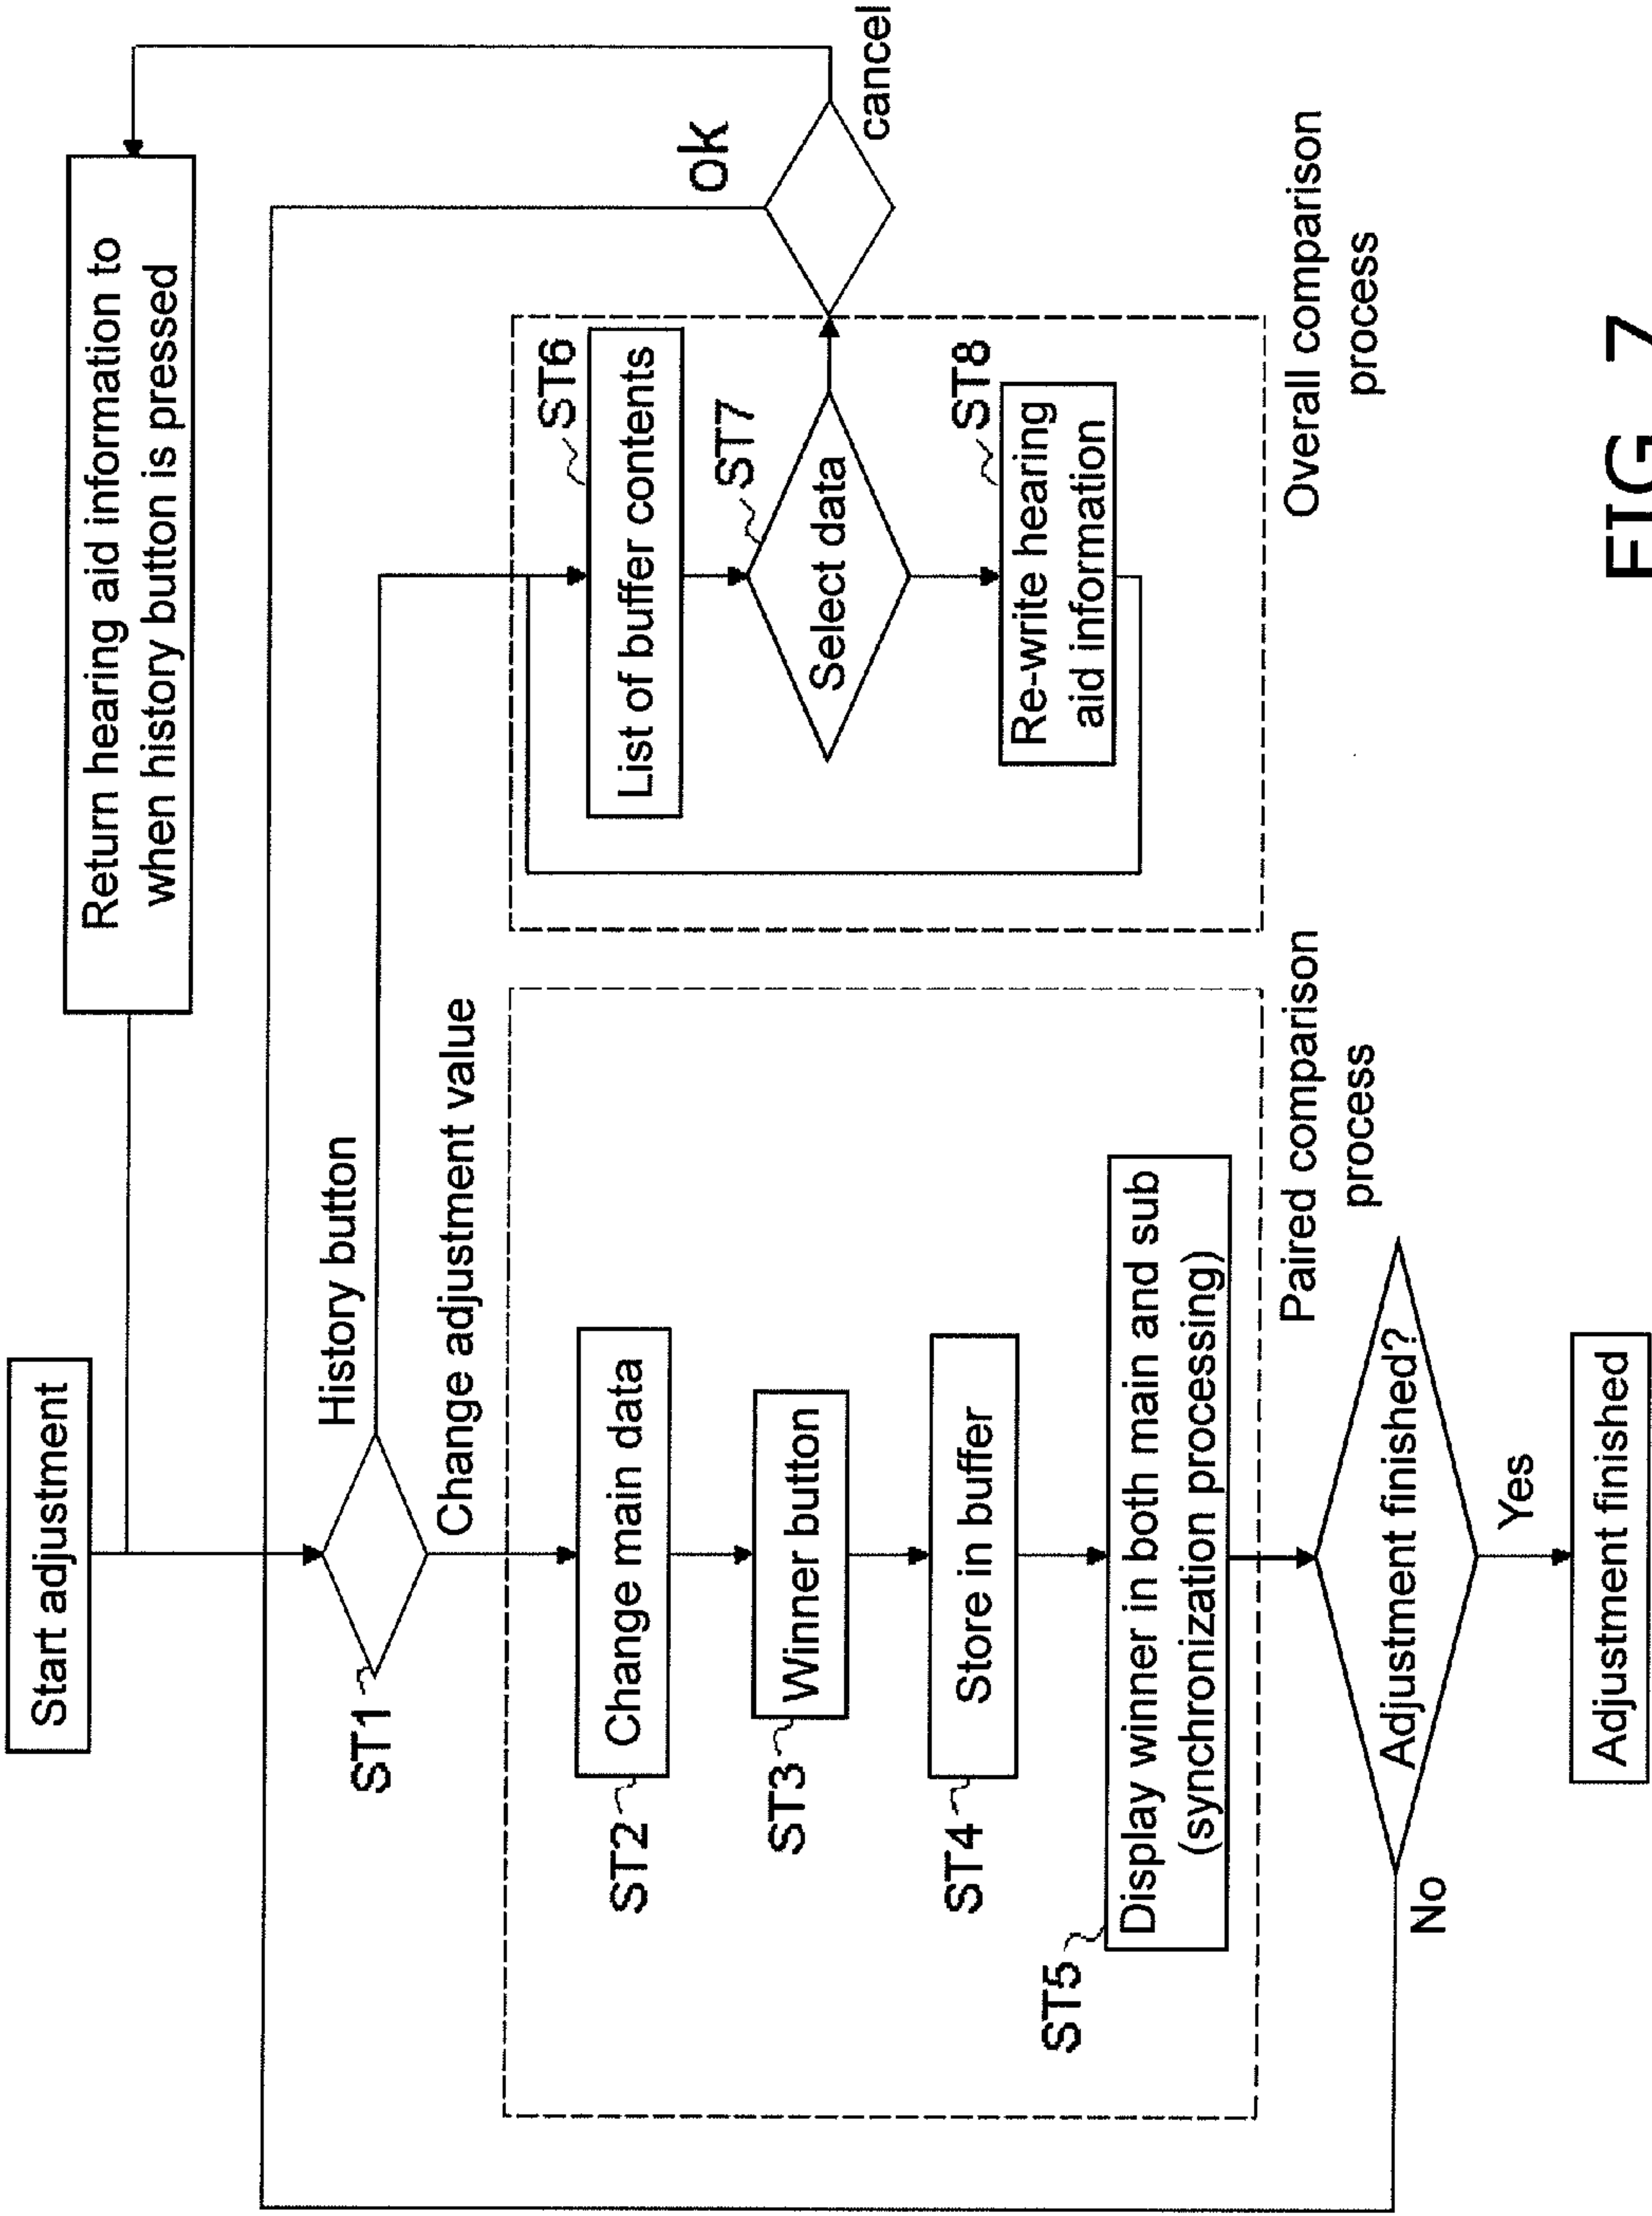 Start adjustment
Return hearing aid information to
when history button is pressed
ST1
History button
Change adjustment value
ok
cancel
ST2
Change main data
ST3
Winner button
ST4
Store in buffer
ST5
Display winner in both main and sub
(synchronization processing)
Paired comparison
process
ST6
List of buffer contents
ST7
Select data
ST8
Re-write hearing
aid information
Overall comparison
process
Adjustment finished?
No
Yes
Adjustment finished
FIG. 7